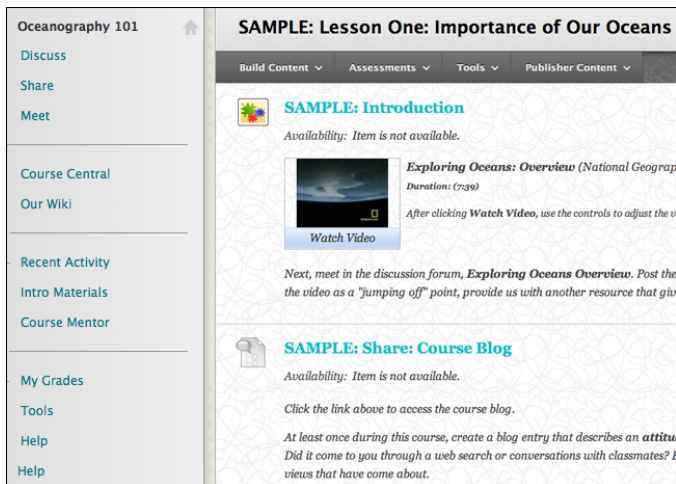 Oceanography 101
Discuss
Share
Meet
Course Central
Our Wiki
Recent Activity
Intro Materials
Course Mentor
My Grades
Tools
Help
Help
SAMPLE: Lesson One: Importance of Our Oceans
Build Content
Assessments
Tools
Publisher Content
SAMPLE: Introduction
Availability: Item is not available.
Exploring Oceans: Overview (National Geograp
Duration: (7:39)
After clicking Watch Video, use the controls to adjust the v
Watch Video
Next, meet in the discussion forum, Exploring Oceans Overview. Post the
the video as a "jumping off" point, provide us with another resource that giv
SAMPLE: Share: Course Blog
Availability: Item is not available.
Click the link above to access the course blog.
At least once during this course, create a blog entry that describes an attitu
Did it come to you through a web search or conversations with classmates?
views that have come about.